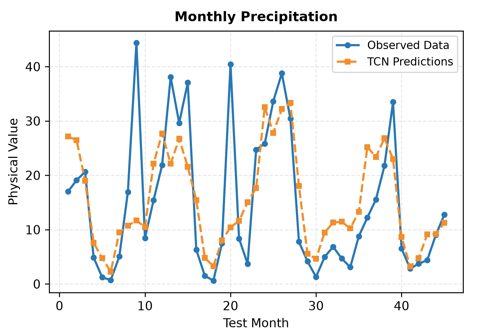 Monthly Precipitation
Observed Data
TCN Predictions
Physical Value
40
30
20
10
0
0
10
20
30
40
Test Month